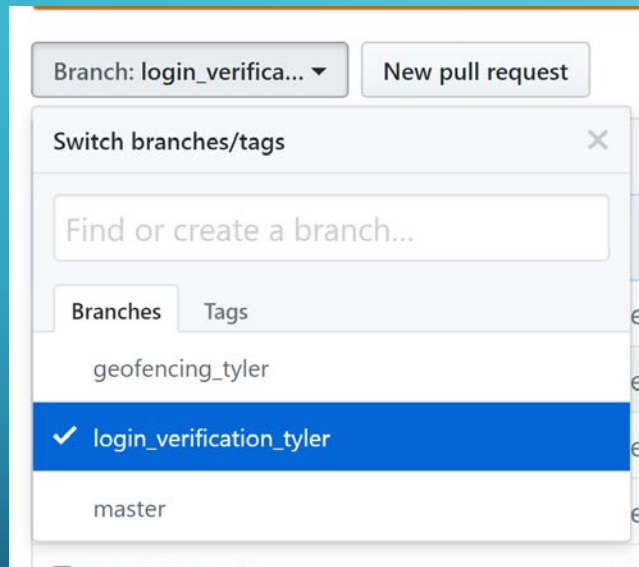 Branch: login_verifica...
New pull request
Switch branches/tags
Find or create a branch...
Branches
Tags
geofencing_tyler
login_verification_tyler
master